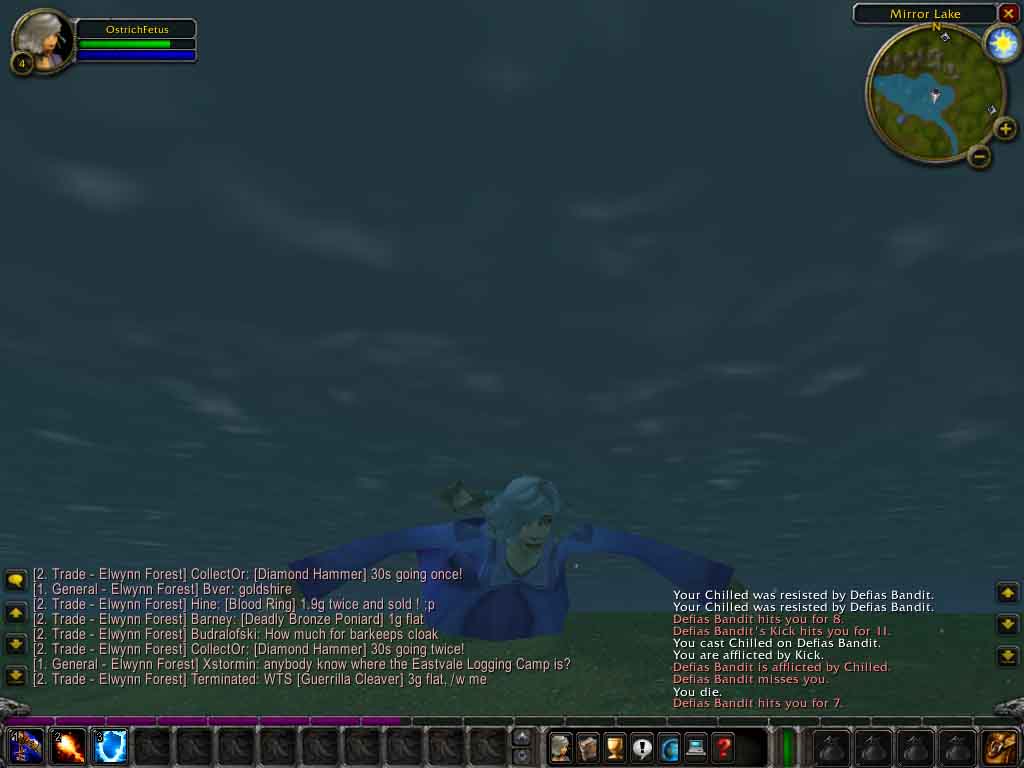 OstrichFetus
4
Mirror Lake
N
[2. Trade - Elwynn Forest] CollectOr: [Diamond Hammer] 30s going once!
[1. General - Elwynn Forest] Bver: goldshire
[2. Trade - Elwynn Forest] Hine: [Blood Ring] 1.9g twice and sold ! ;p
[2. Trade - Elwynn Forest] Barney: [Deadly Bronze Poniard] 1g flat
[2. Trade - Elwynn Forest] Budralofski: How much for barkeeps cloak
[2. Trade - Elwynn Forest] CollectOr: [Diamond Hammer] 30s going twice!
[1. General - Elwynn Forest] Xstormin: anybody know where the Eastvale Logging Camp is?
[2. Trade - Elwynn Forest] Terminated: WTS [Guerrilla Cleaver] 3g flat, /w me
Your Chilled was resisted by Defias Bandit.
Your Chilled was resisted by Defias Bandit.
Defias Bandit hits you for 8.
Defias Bandit's Kick hits you for 11.
You cast Chilled on Defias Bandit.
You are afflicted by Kick.
Defias Bandit is afflicted by Chilled.
Defias Bandit misses you.
You die.
Defias Bandit hits you for 7.
1 2 3